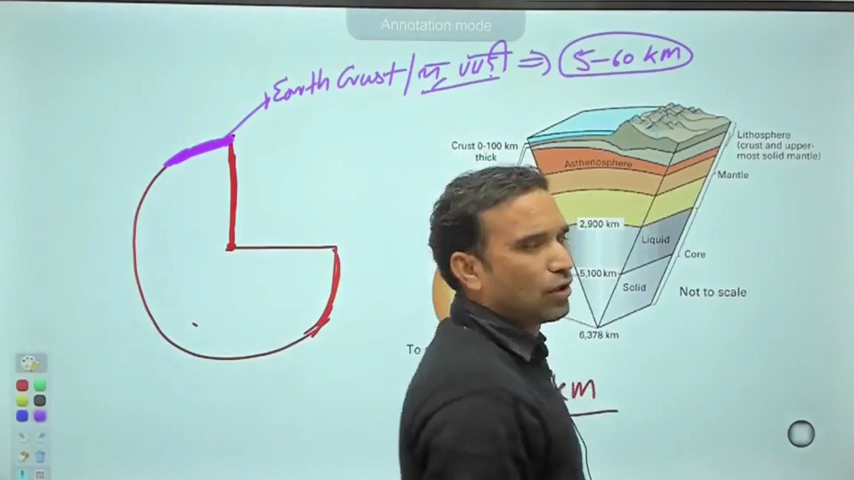 Annotation mode
Earth Crust / भू पर्पटी ⇒ 5-60 km
Crust 0-100 km
thick
Asthenosphere
Lithosphere
(crust and upper-
most solid mantle)
Mantle
2,900 km
Liquid
Core
5,100 km
Solid
Not to scale
6,378 km
To
km